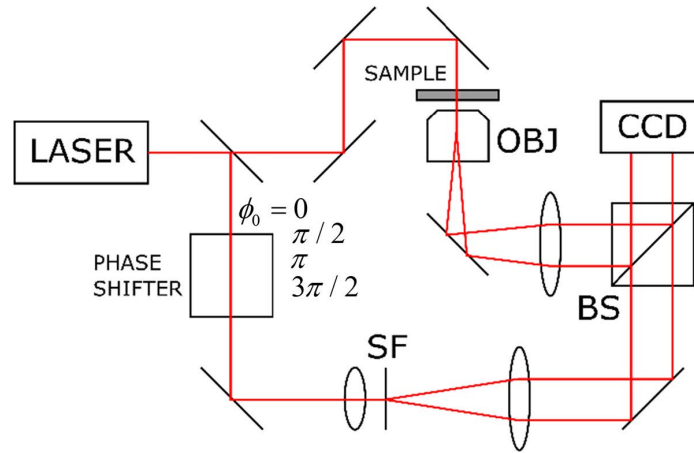 SAMPLE
LASER
OBJ
CCD
ϕ₀ = 0
π / 2
π
3π / 2
PHASE
SHIFTER
BS
SF